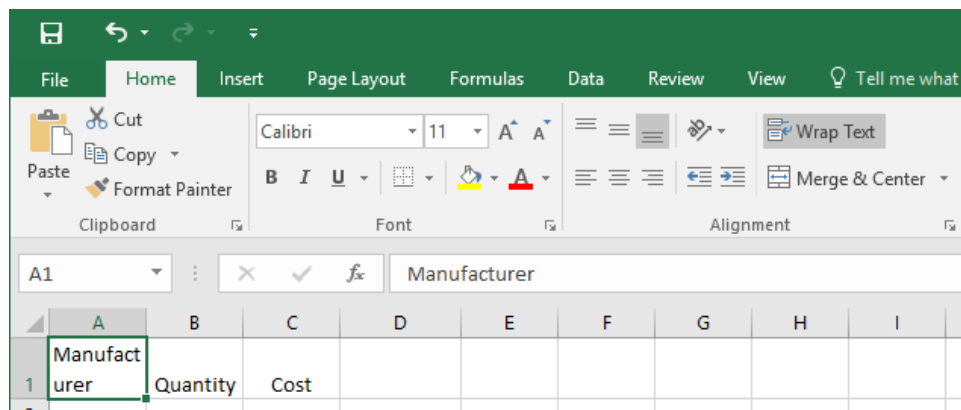 File Home Insert Page Layout Formulas Data Review View Tell me what
Cut
Copy
Format Painter
Paste
Clipboard
Calibri 11 A A
B I U A
Font
Wrap Text
Merge & Center
Alignment
A1 fx Manufacturer
A B C D E F G H I
Manufact
1 urer Quantity Cost